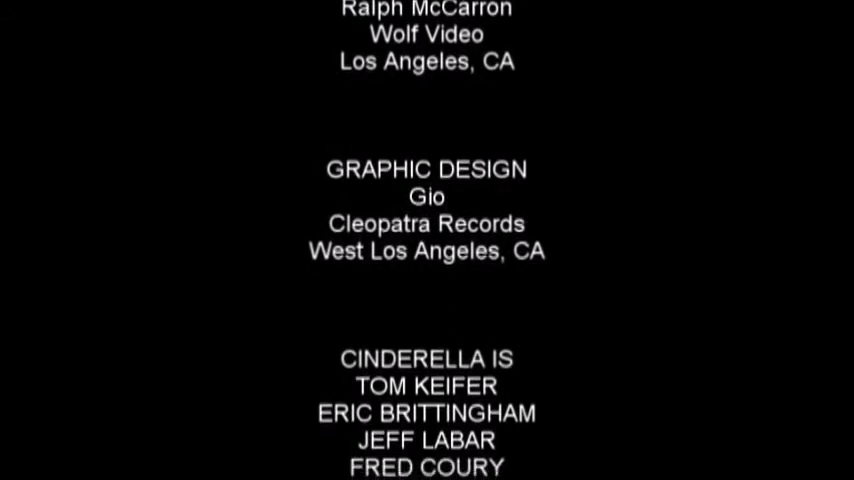 Ralph McCarron
Wolf Video
Los Angeles, CA
GRAPHIC DESIGN
Gio
Cleopatra Records
West Los Angeles, CA
CINDERELLA IS
TOM KEIFER
ERIC BRITTINGHAM
JEFF LABAR
FRED COURY